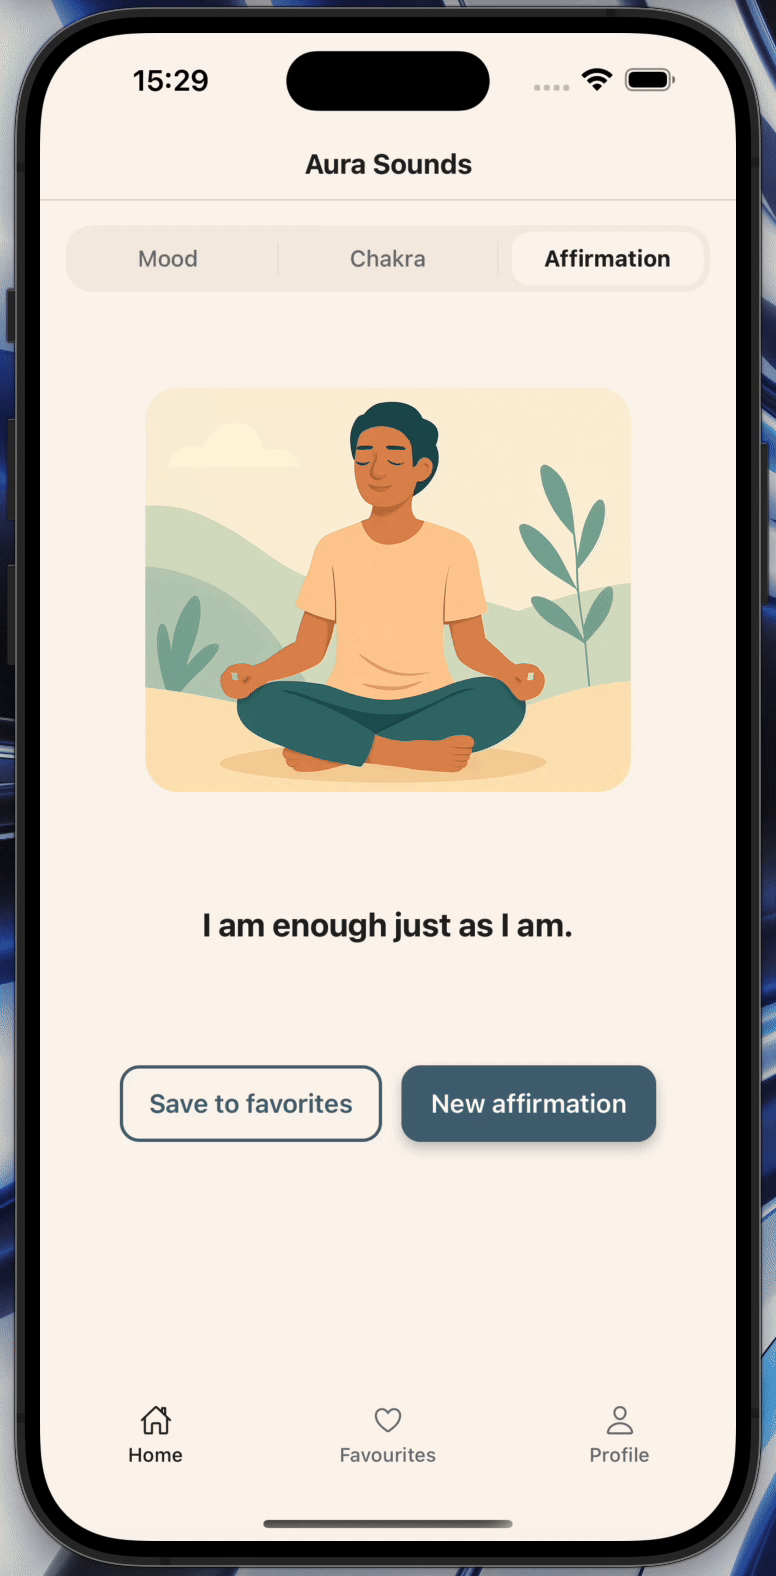 15:29
Aura Sounds
Mood Chakra Affirmation
I am enough just as I am.
Save to favorites New affirmation
Home Favourites Profile